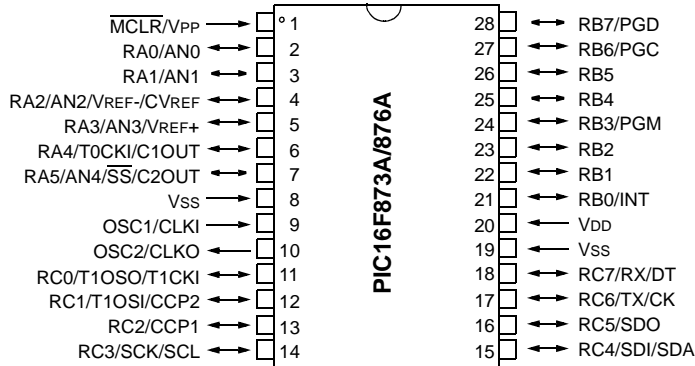 MCLR/VPP 1 28 RB7/PGD
RA0/AN0 2 27 RB6/PGC
RA1/AN1 3 26 RB5
RA2/AN2/VREF-/CVREF 4 25 RB4
RA3/AN3/VREF+ 5 24 RB3/PGM
RA4/T0CKI/C1OUT 6 23 RB2
RA5/AN4/SS/C2OUT 7 22 RB1
VSS 8 21 RB0/INT
OSC1/CLKI 9 20 VDD
OSC2/CLKO 10 19 VSS
RC0/T1OSO/T1CKI 11 18 RC7/RX/DT
RC1/T1OSI/CCP2 12 17 RC6/TX/CK
RC2/CCP1 13 16 RC5/SDO
RC3/SCK/SCL 14 15 RC4/SDI/SDA
PIC16F873A/876A